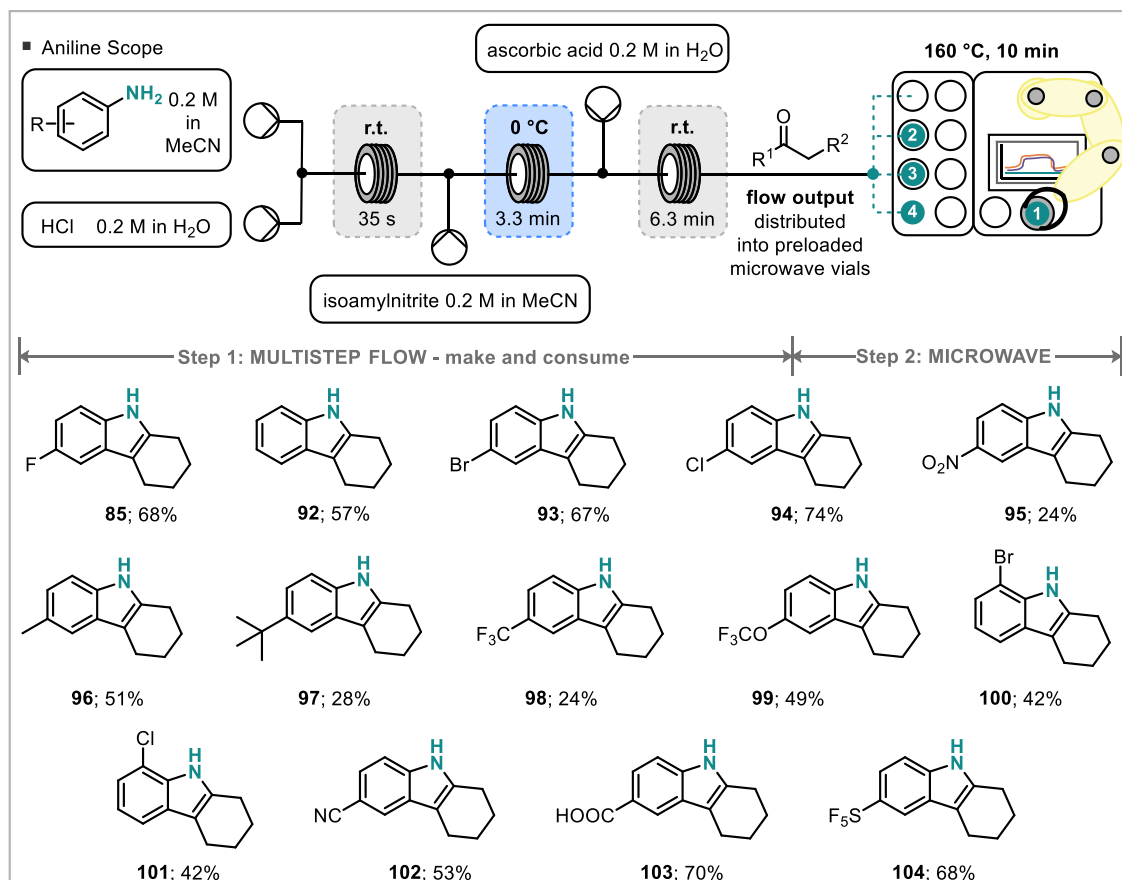 ■ Aniline Scope
NH2
R
0.2 M
in
MeCN
HCl 0.2 M in H2O
r.t.
35 s
isoamylnitrite 0.2 M in MeCN
0 °C
3.3 min
ascorbic acid 0.2 M in H2O
r.t.
6.3 min
O
R1 R2
flow output
distributed
into preloaded
microwave vials
160 °C, 10 min
2
3
4
1
Step 1: MULTISTEP FLOW - make and consume
Step 2: MICROWAVE
H
N
F
85; 68%
H
N
92; 57%
H
N
Br
93; 67%
H
N
Cl
94; 74%
H
N
O2N
95; 24%
H
N
96; 51%
H
N
97; 28%
H
N
F3C
98; 24%
H
N
F3CO
99; 49%
Br
H
N
100; 42%
Cl
H
N
101; 42%
H
N
NC
102; 53%
H
N
HOOC
103; 70%
H
N
F5S
104; 68%